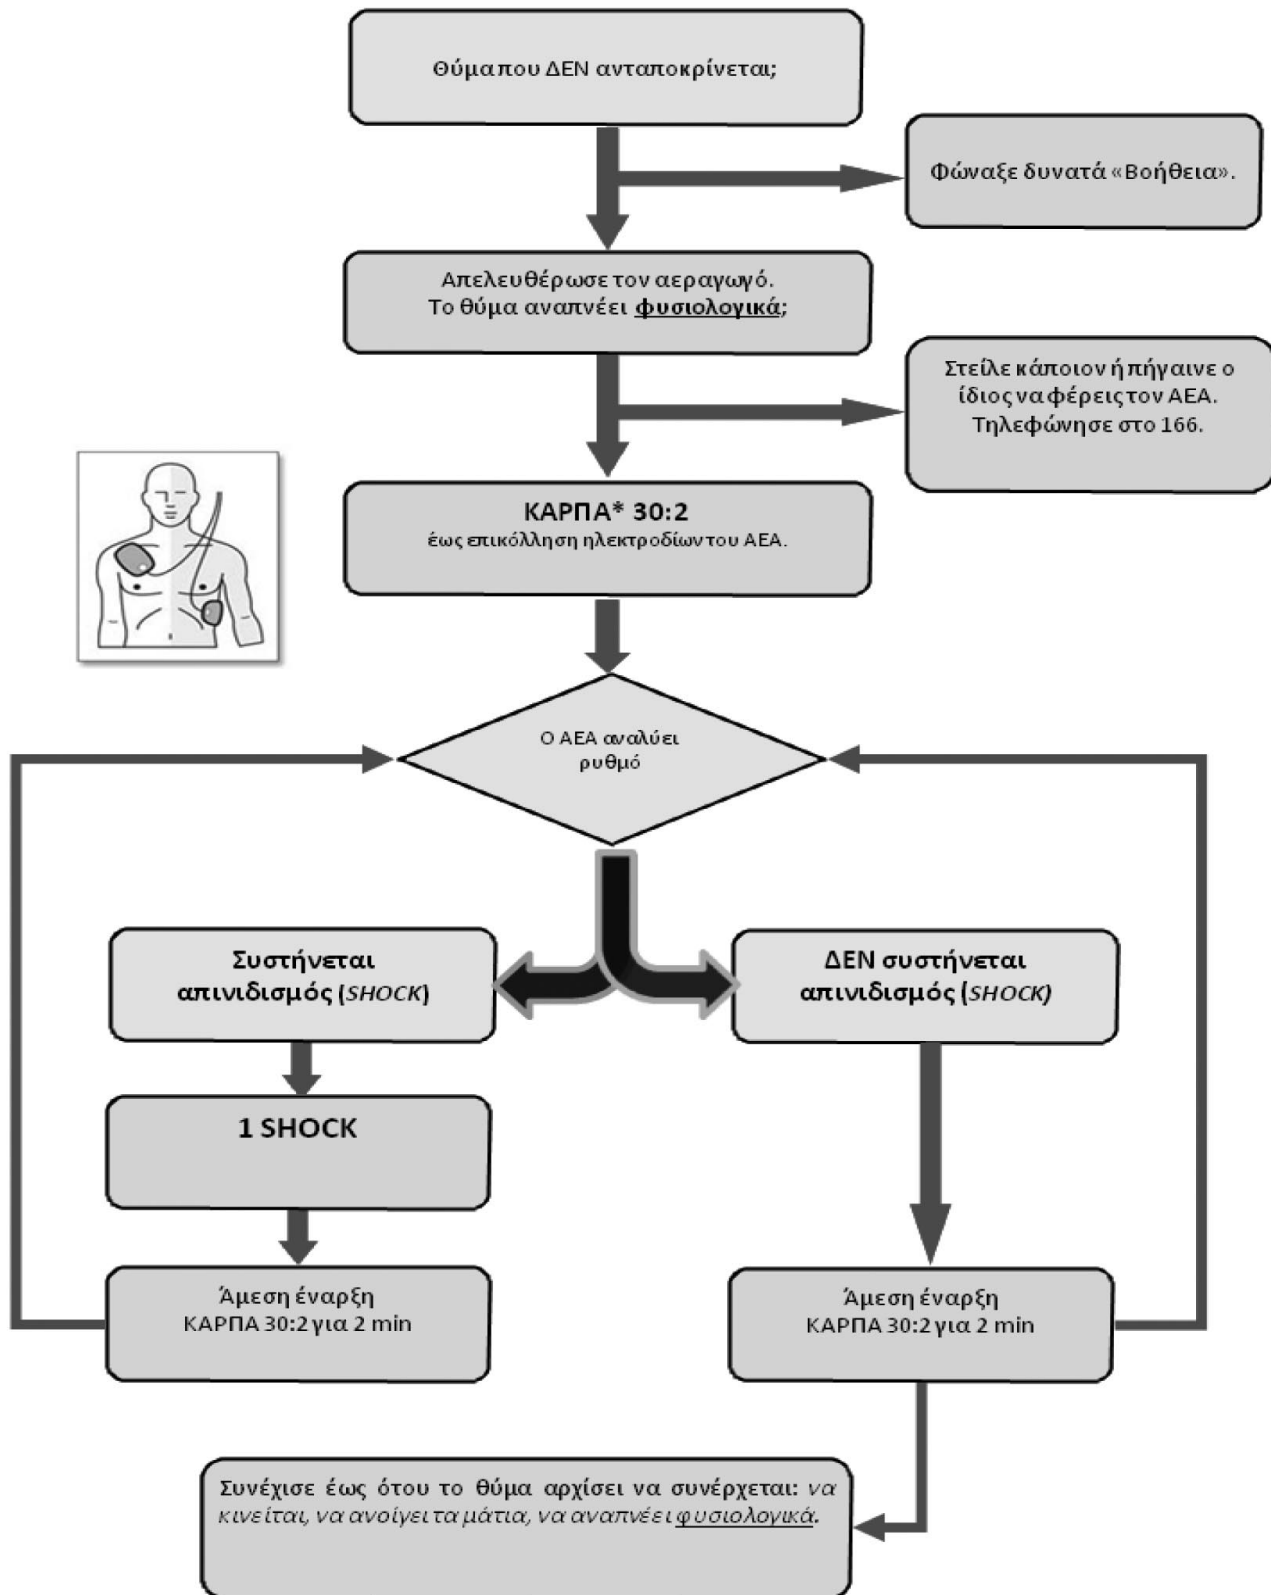 Θύμα που ΔΕΝ ανταποκρίνεται;
Φώναξε δυνατά «Βοήθεια».
Απελευθέρωσε τον αεραγωγό.
Το θύμα αναπνέει φυσιολογικά;
Στείλε κάποιον ή πήγαινε ο
ίδιος να φέρεις τον ΑΕΑ.
Τηλεφώνησε στο 166.
ΚΑΡΠΑ* 30:2
έως επικόλληση ηλεκτροδίων του ΑΕΑ.
Ο ΑΕΑ αναλύει
ρυθμό
Συστήνεται
απινιδισμός (SHOCK)
ΔΕΝ συστήνεται
απινιδισμός (SHOCK)
1 SHOCK
Άμεση έναρξη
ΚΑΡΠΑ 30:2 για 2 min
Άμεση έναρξη
ΚΑΡΠΑ 30:2 για 2 min
Συνέχισε έως ότου το θύμα αρχίσει να συνέρχεται: να
κινείται, να ανοίγει τα μάτια, να αναπνέει φυσιολογικά.